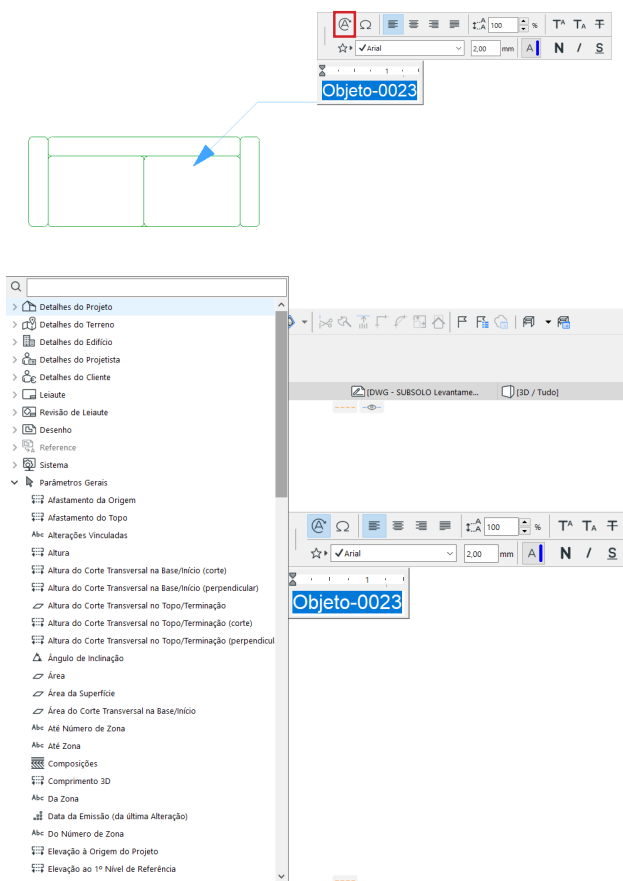 100 %
Arial 2,00 mm A N / S
1
Objeto-0023
Detalhes do Projeto
Detalhes do Terreno
Detalhes do Edifício
Detalhes do Projetista
Detalhes do Cliente
Leiaute
[DWG - SUBSOLO Levantame... [3D / Tudo]
Revisão de Leiaute
Desenho
Reference
Sistema
Parâmetros Gerais
Afastamento da Origem
Afastamento do Topo
100 %
Abc Alterações Vinculadas
Altura
Arial 2,00 mm A N / S
Altura do Corte Transversal na Base/Início (corte)
1
Altura do Corte Transversal na Base/Início (perpendicular)
Altura do Corte Transversal no Topo/Terminação
Objeto-0023
Altura do Corte Transversal no Topo/Terminação (corte)
Altura do Corte Transversal no Topo/Terminação (perpendicul
Ângulo de Inclinação
Área
Área da Superfície
Área do Corte Transversal na Base/Início
Abc Até Número de Zona
Abc Até Zona
Composições
Comprimento 3D
Abc Da Zona
Data da Emissão (da última Alteração)
Abc Do Número de Zona
Elevação à Origem do Projeto
Elevação ao 1º Nível de Referência